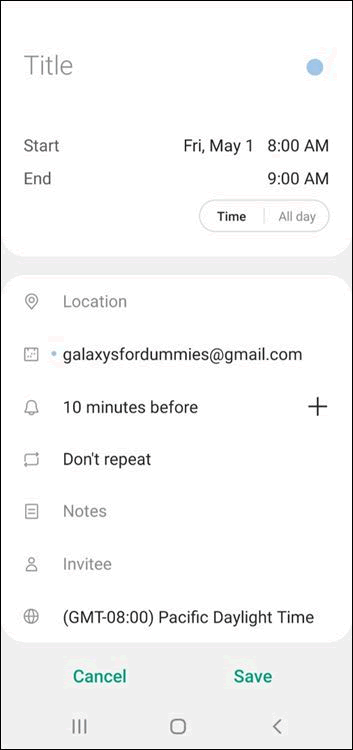 Title
Start Fri, May 1 8:00 AM
End 9:00 AM
Time All day
Location
galaxysfordummies@gmail.com
10 minutes before
Don't repeat
Notes
Invitee
(GMT-08:00) Pacific Daylight Time
Cancel Save